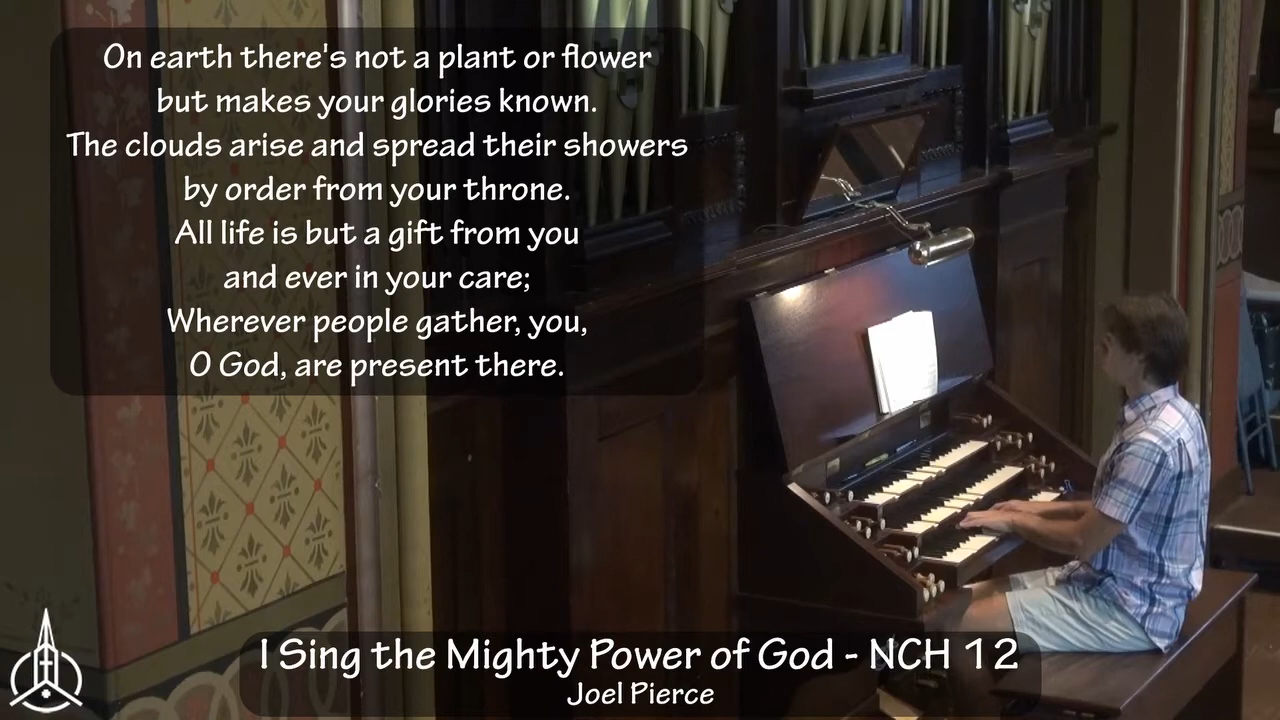 On earth there's not a plant or flower
but makes your glories known.
The clouds arise and spread their showers
by order from your throne.
All life is but a gift from you
and ever in your care;
Wherever people gather, you,
O God, are present there.
I Sing the Mighty Power of God - NCH 12
Joel Pierce